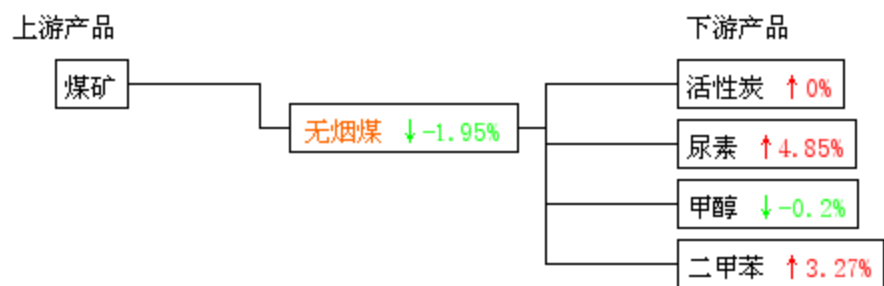 上游产品
下游产品
煤矿
无烟煤 ↓-1.95%
活性炭 ↑0%
尿素 ↑4.85%
甲醇 ↓-0.2%
二甲苯 ↑3.27%